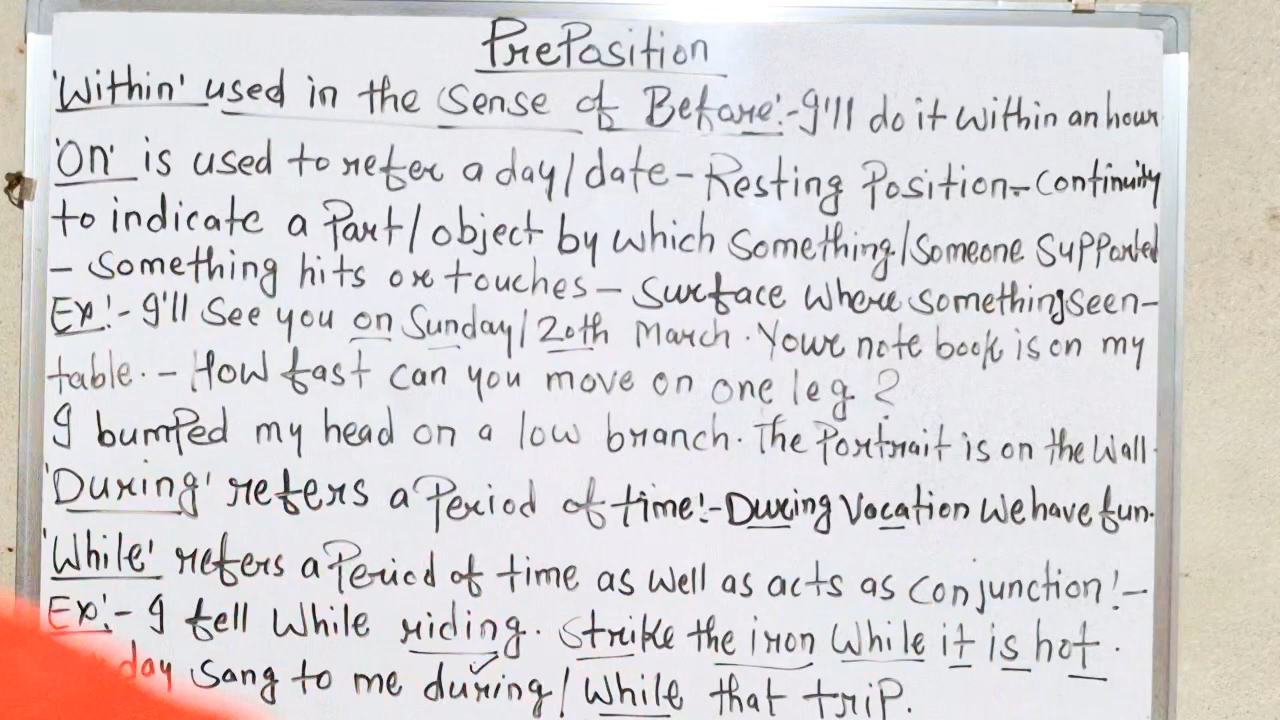 PrePosition
'Within' used in the sense of Before:- I'll do it within an hour
'On' is used to refer a day/date - Resting Position - Continuity
to indicate a Part/object by which something/someone supported
- something hits or touches - surface where something seen -
Ex:- I'll see you on Sunday/20th March. Your note book is on my
table. - How fast can you move on one leg?
I bumped my head on a low branch. The Portrait is on the wall.
'During' refers a Period of time:- During Vocation we have fun.
'While' refers a Period of time as well as acts as conjunction:-
Ex:- I fell while riding. Strike the iron while it is hot.
day sang to me during/while that trip.